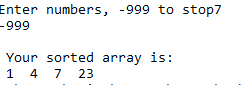 Enter numbers, -999 to stop7
-999
Your sorted array is:
1 4 7 23